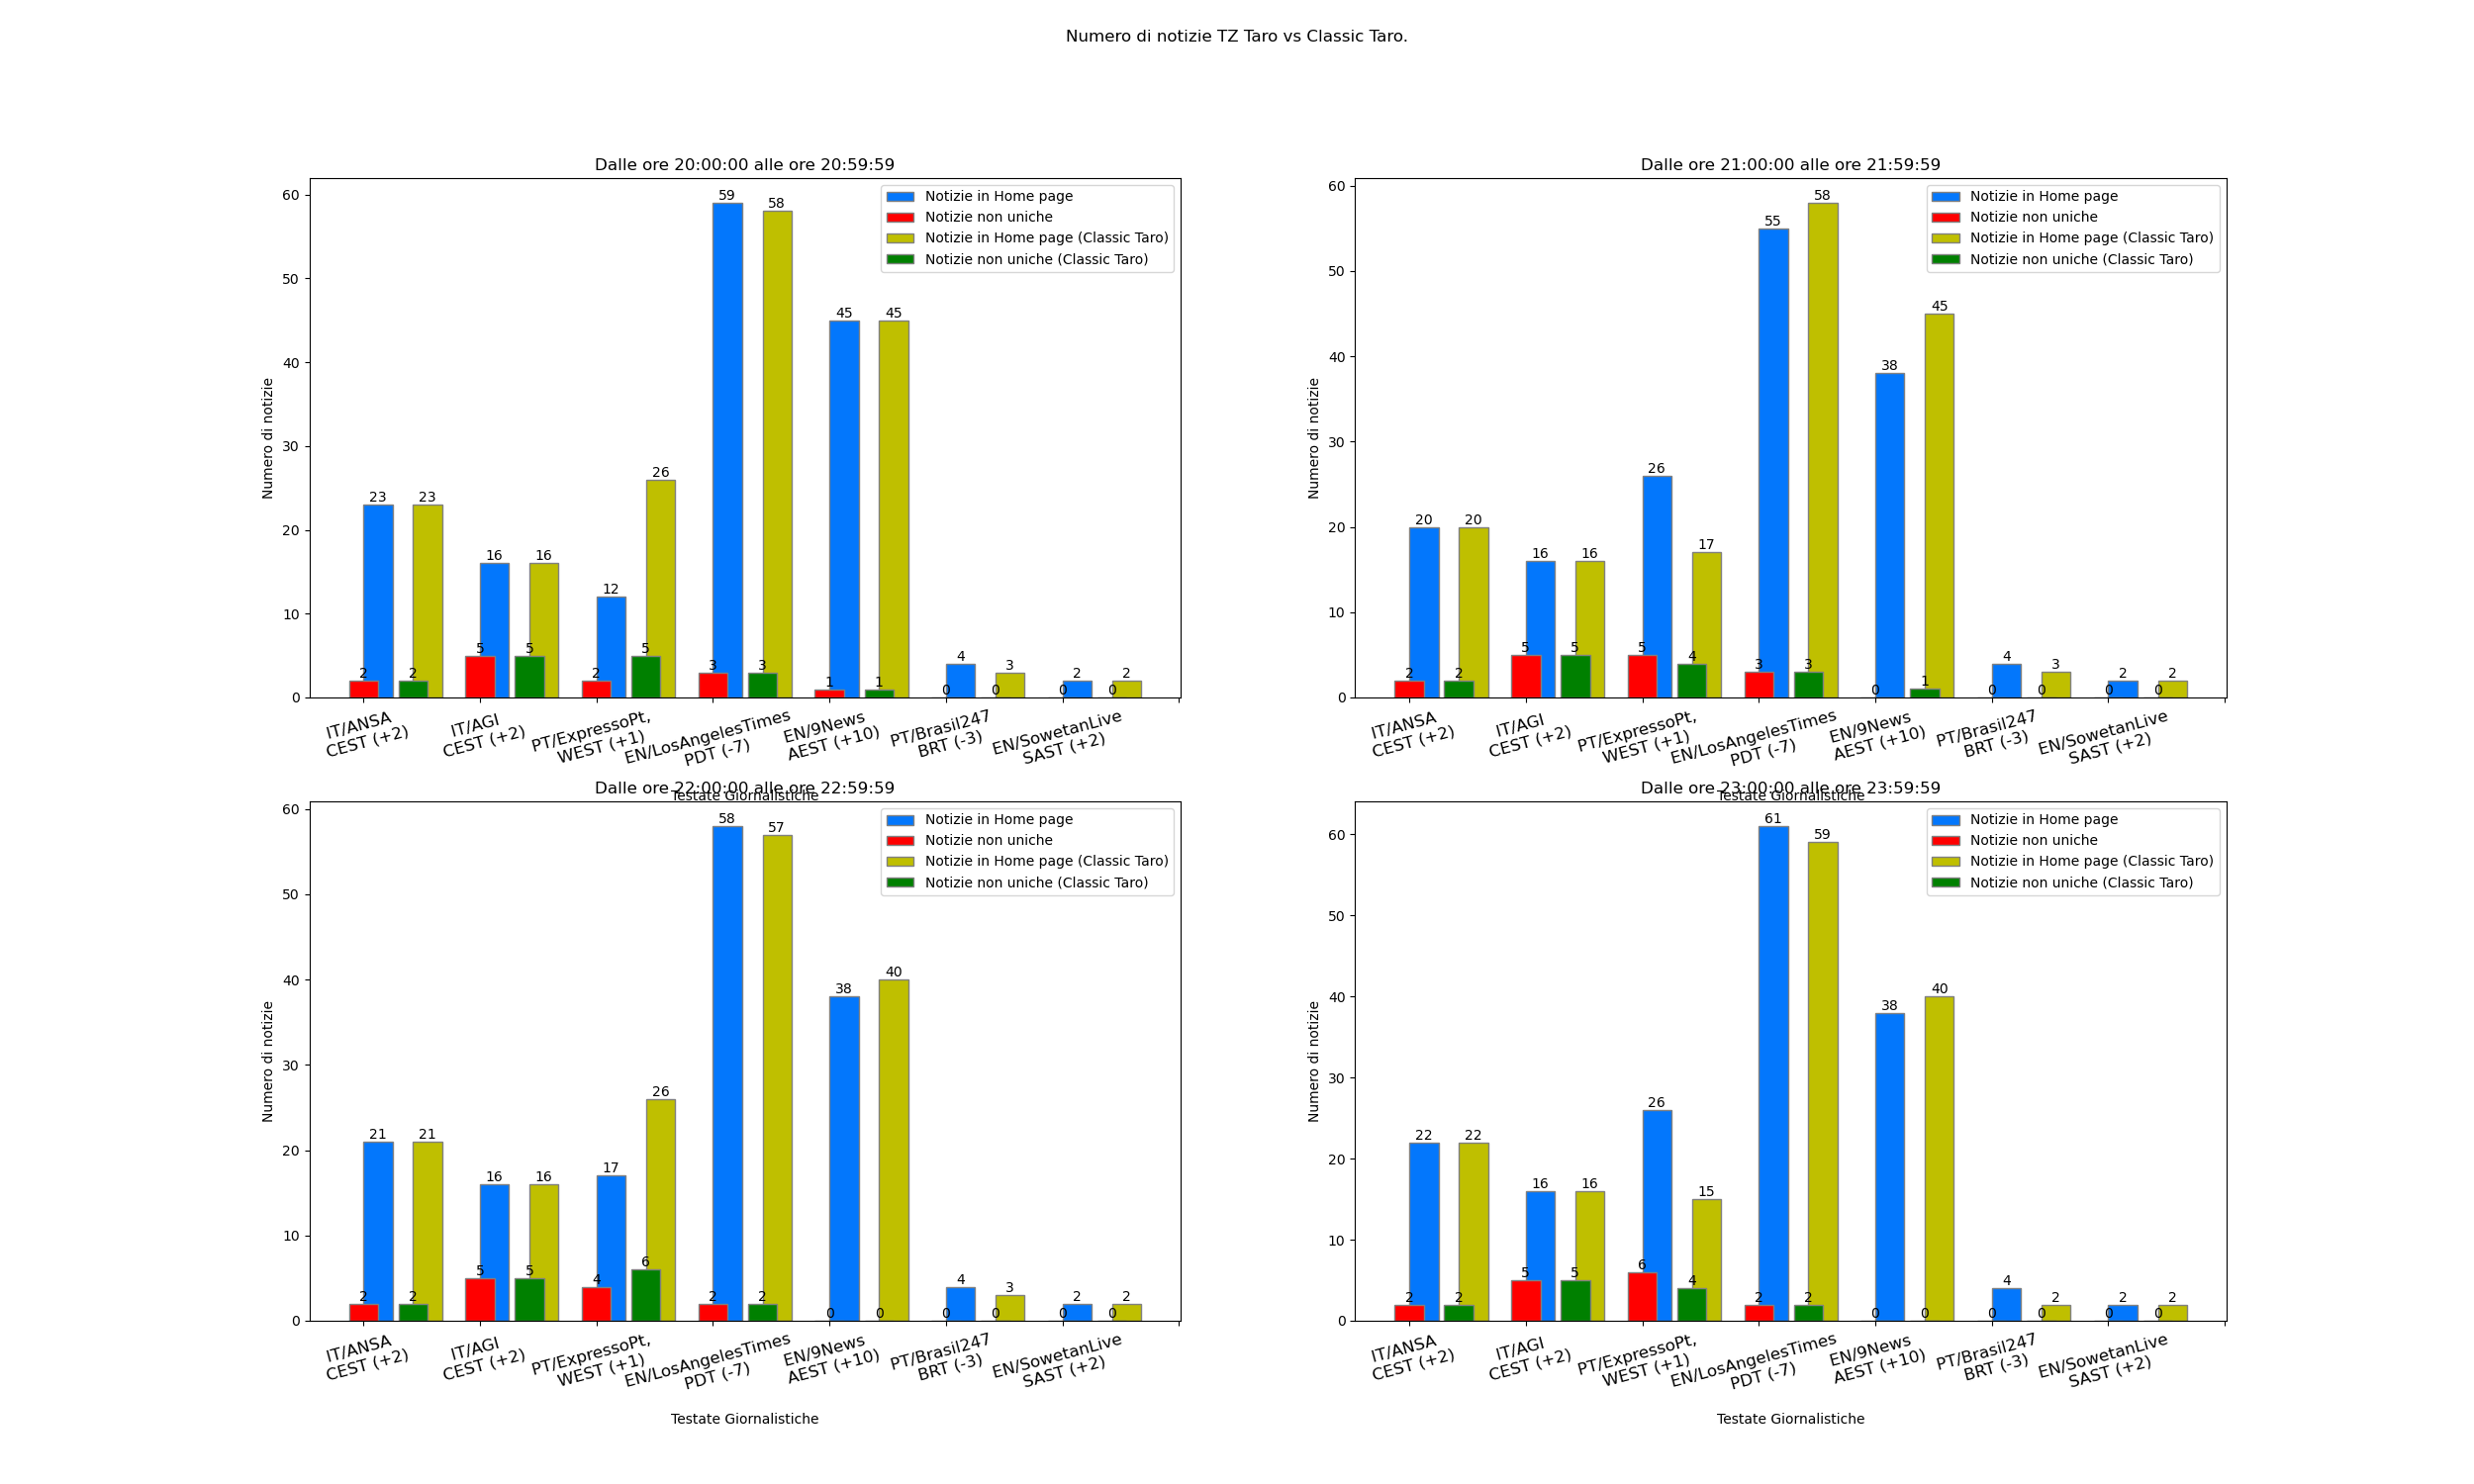 Numero di notizie TZ Taro vs Classic Taro.
Dalle ore 20:00:00 alle ore 20:59:59
Numero di notizie
60
50
40
30
20
10
0
Notizie in Home page
Notizie non uniche
Notizie in Home page (Classic Taro)
Notizie non uniche (Classic Taro)
23 23 16 16 12 26 59 58 45 45 4 3 2 2
2 2 5 5 2 5 3 3 1 1 0 0 0 0
IT/ANSA
CEST (+2)
IT/AGI
CEST (+2)
PT/ExpressoPt,
WEST (+1)
EN/LosAngelesTimes
PDT (-7)
EN/9News
AEST (+10)
PT/Brasil247
BRT (-3)
EN/SowetanLive
SAST (+2)
Testate Giornalistiche
Dalle ore 21:00:00 alle ore 21:59:59
Numero di notizie
60
50
40
30
20
10
0
Notizie in Home page
Notizie non uniche
Notizie in Home page (Classic Taro)
Notizie non uniche (Classic Taro)
20 20 16 16 26 17 55 58 38 45 4 3 2 2
2 2 5 5 5 4 3 3 0 1 0 0 0 0
IT/ANSA
CEST (+2)
IT/AGI
CEST (+2)
PT/ExpressoPt,
WEST (+1)
EN/LosAngelesTimes
PDT (-7)
EN/9News
AEST (+10)
PT/Brasil247
BRT (-3)
EN/SowetanLive
SAST (+2)
Testate Giornalistiche
Dalle ore 22:00:00 alle ore 22:59:59
Numero di notizie
60
50
40
30
20
10
0
Notizie in Home page
Notizie non uniche
Notizie in Home page (Classic Taro)
Notizie non uniche (Classic Taro)
21 21 16 16 17 26 58 57 38 40 4 3 2 2
2 2 5 5 4 6 2 2 0 0 0 0 0 0
IT/ANSA
CEST (+2)
IT/AGI
CEST (+2)
PT/ExpressoPt,
WEST (+1)
EN/LosAngelesTimes
PDT (-7)
EN/9News
AEST (+10)
PT/Brasil247
BRT (-3)
EN/SowetanLive
SAST (+2)
Testate Giornalistiche
Dalle ore 23:00:00 alle ore 23:59:59
Numero di notizie
60
50
40
30
20
10
0
Notizie in Home page
Notizie non uniche
Notizie in Home page (Classic Taro)
Notizie non uniche (Classic Taro)
22 22 16 16 26 15 61 59 38 40 4 2 2 2
2 2 5 5 6 4 2 2 0 0 0 0 0 0
IT/ANSA
CEST (+2)
IT/AGI
CEST (+2)
PT/ExpressoPt,
WEST (+1)
EN/LosAngelesTimes
PDT (-7)
EN/9News
AEST (+10)
PT/Brasil247
BRT (-3)
EN/SowetanLive
SAST (+2)
Testate Giornalistiche